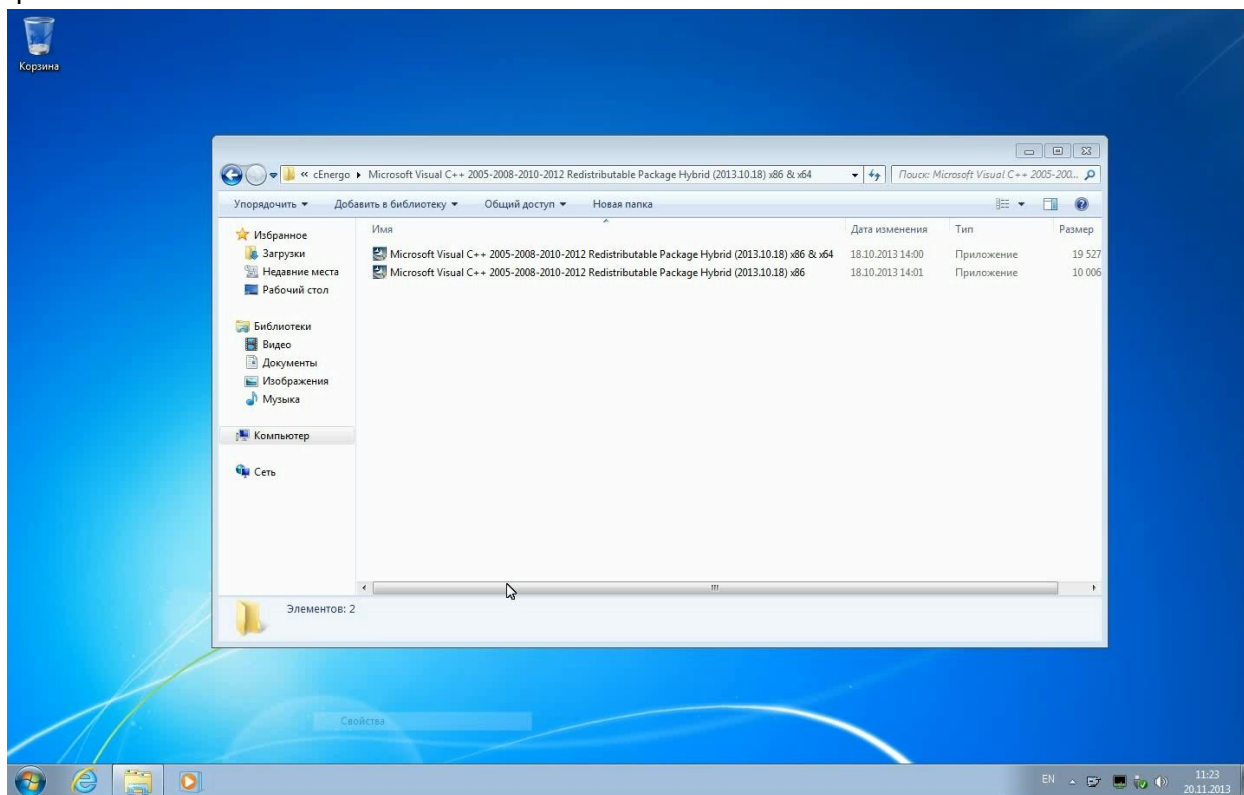 Корзина
« cEnergo ▸ Microsoft Visual C++ 2005-2008-2010-2012 Redistributable Package Hybrid (2013.10.18) x86 & x64
Поиск: Microsoft Visual C++ 2005-200...
Упорядочить Добавить в библиотеку Общий доступ Новая папка
Имя Дата изменения Тип Размер
Microsoft Visual C++ 2005-2008-2010-2012 Redistributable Package Hybrid (2013.10.18) x86 & x64 18.10.2013 14:00 Приложение 19 527
Microsoft Visual C++ 2005-2008-2010-2012 Redistributable Package Hybrid (2013.10.18) x86 18.10.2013 14:01 Приложение 10 006
Избранное
Загрузки
Недавние места
Рабочий стол
Библиотеки
Видео
Документы
Изображения
Музыка
Компьютер
Сеть
Элементов: 2
Свойства
EN
11:23
20.11.2013